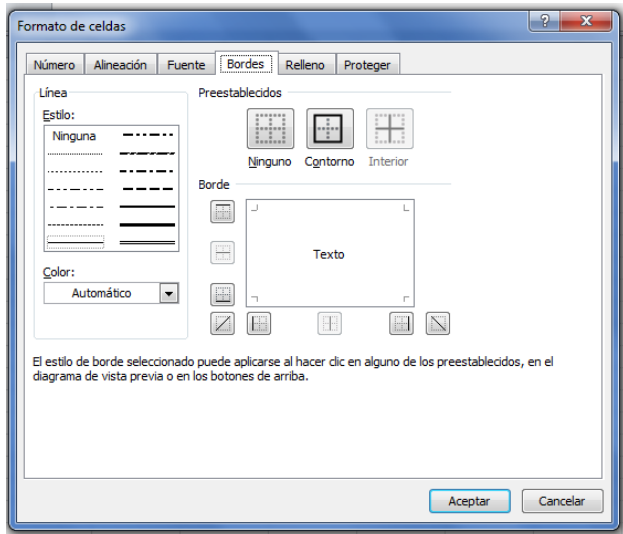 Formato de celdas
?
X
Número Alineación Fuente Bordes Relleno Proteger
Línea
Estilo:
Ninguna
Color:
Automático
Preestablecidos
Ninguno Contorno Interior
Borde
Texto
El estilo de borde seleccionado puede aplicarse al hacer clic en alguno de los preestablecidos, en el
diagrama de vista previa o en los botones de arriba.
Aceptar Cancelar